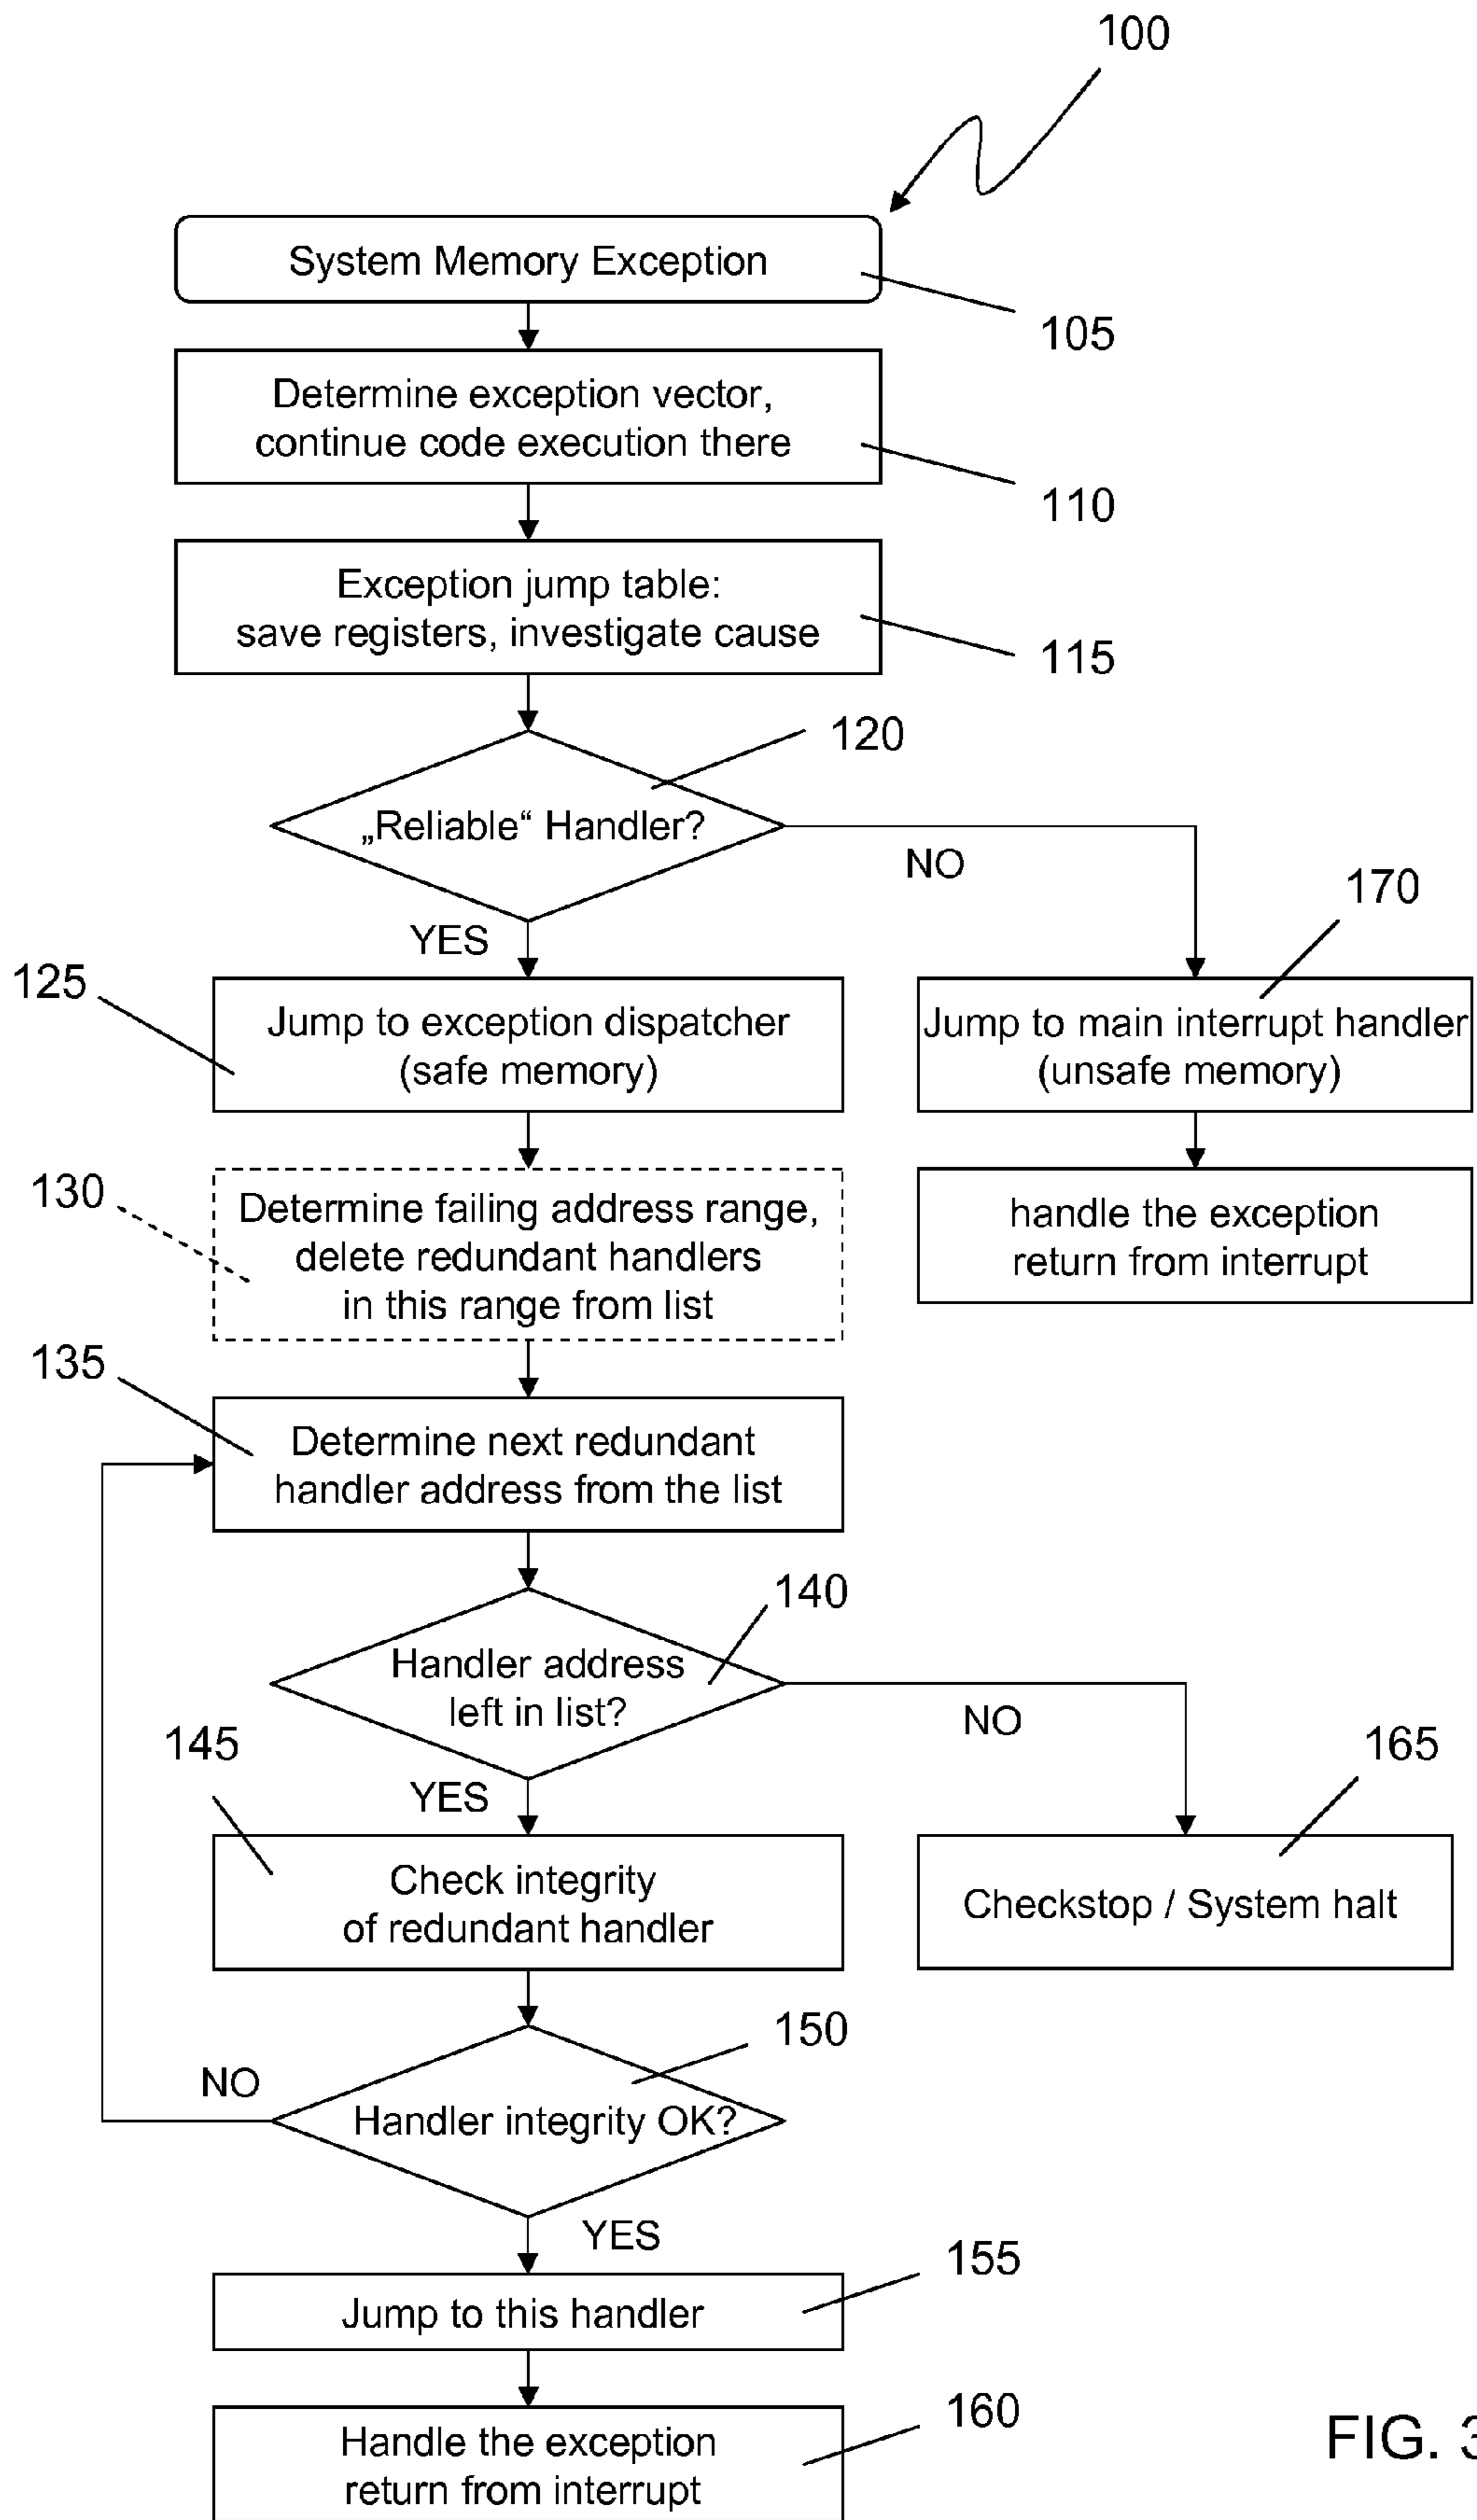 100
System Memory Exception
105
Determine exception vector,
continue code execution there
110
Exception jump table:
save registers, investigate cause
115
120
„Reliable“ Handler?
NO
170
YES
125
Jump to exception dispatcher
(safe memory)
Jump to main interrupt handler
(unsafe memory)
130
Determine failing address range,
delete redundant handlers
in this range from list
handle the exception
return from interrupt
135
Determine next redundant
handler address from the list
140
Handler address
left in list?
NO
145
165
YES
Check integrity
of redundant handler
Checkstop / System halt
150
NO
Handler integrity OK?
YES
155
Jump to this handler
160
Handle the exception
return from interrupt
FIG. 3